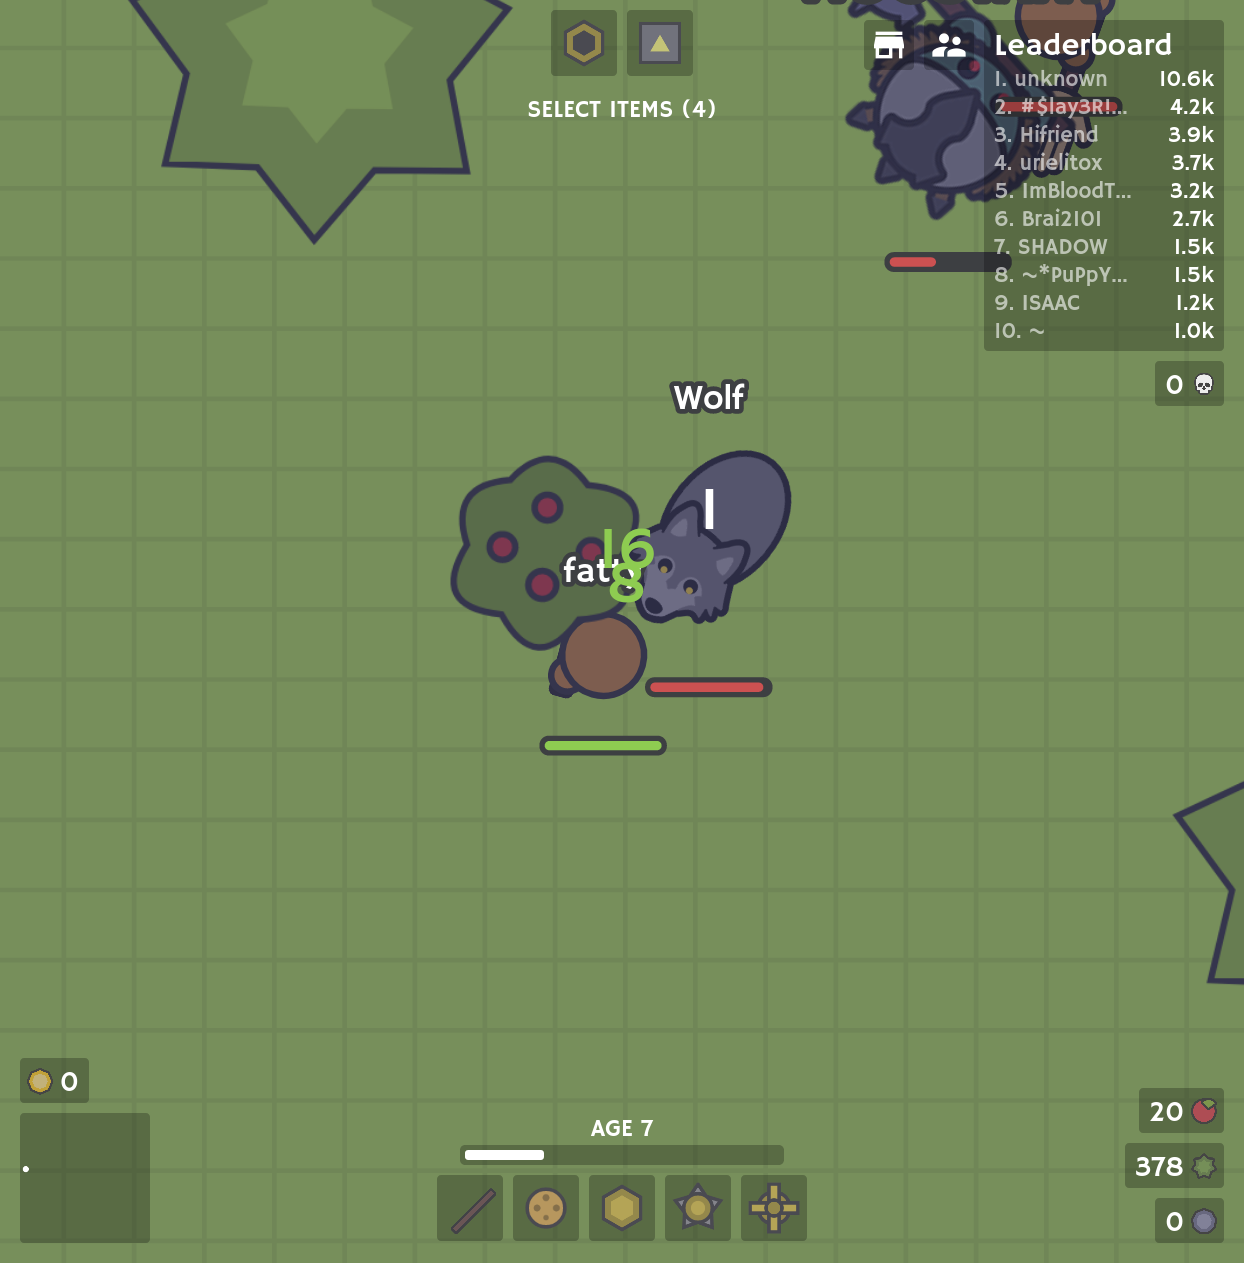 SELECT ITEMS (4)
Leaderboard
1. unknown 10.6k
2. #$lay3R!... 4.2k
3. Hifriend 3.9k
4. urielitox 3.7k
5. ImBloodT... 3.2k
6. Brai2101 2.7k
7. SHADOW 1.5k
8. ~*PuPpY... 1.5k
9. ISAAC 1.2k
10. ~ 1.0k
0
Wolf
1
16
8
0
AGE 7
20
378
0